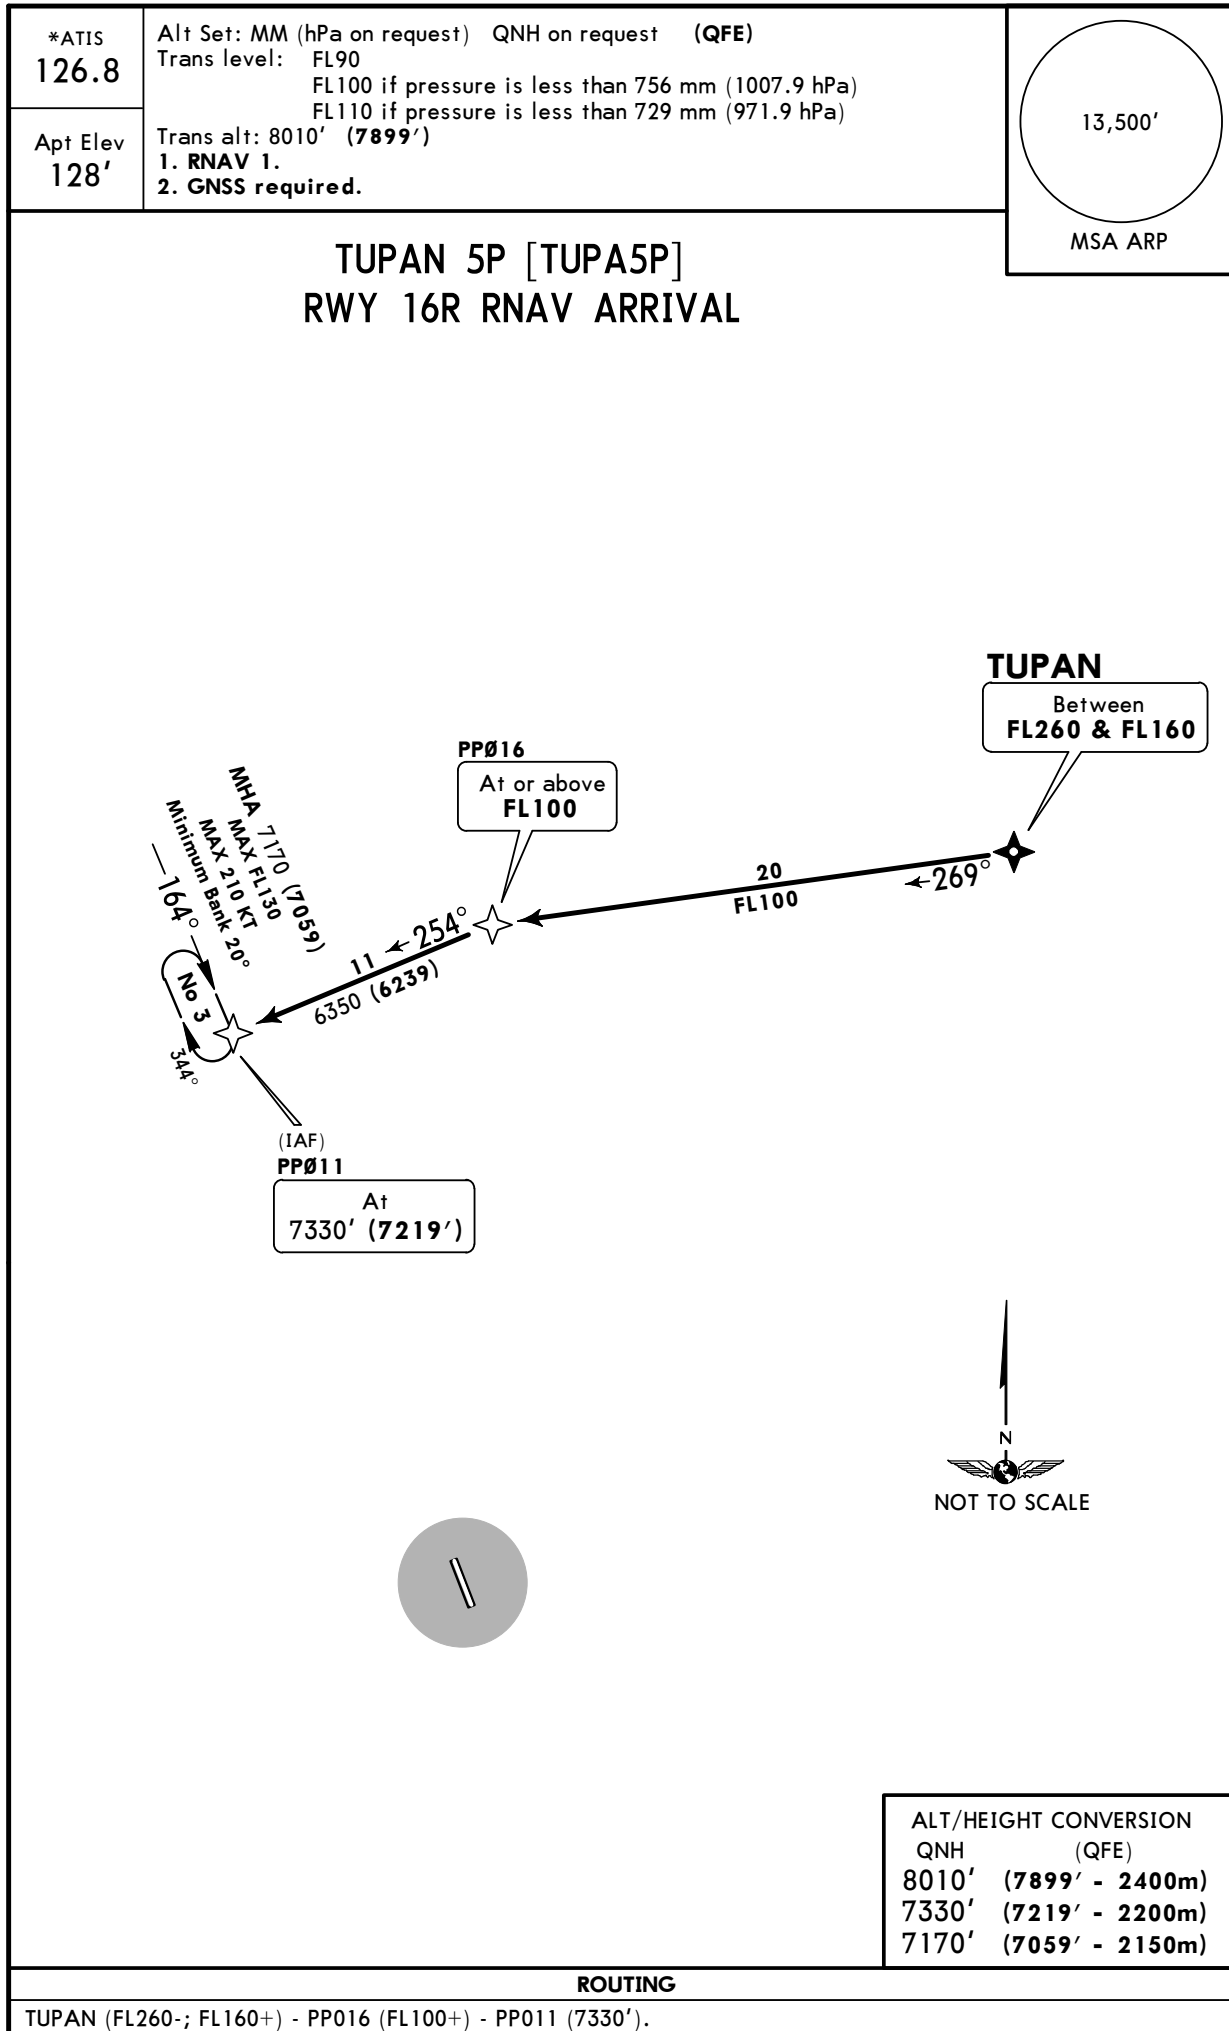 *ATIS
126.8
Apt Elev
128'
Alt Set: MM (hPa on request) QNH on request (QFE)
Trans level: FL90
FL100 if pressure is less than 756 mm (1007.9 hPa)
FL110 if pressure is less than 729 mm (971.9 hPa)
Trans alt: 8010' (7899')
1. RNAV 1.
2. GNSS required.
13,500'
MSA ARP
TUPAN 5P [TUPA5P]
RWY 16R RNAV ARRIVAL
TUPAN
Between
FL260 & FL160
PPØ16
At or above
FL100
20
FL100
269°
254°
11
6350 (6239)
MHA 7170 (7059)
MAX FL130
MAX 210 KT
Minimum Bank 20°
164°
No 3
344°
(IAF)
PPØ11
At
7330' (7219')
N
NOT TO SCALE
ALT/HEIGHT CONVERSION
QNH (QFE)
8010' (7899' - 2400m)
7330' (7219' - 2200m)
7170' (7059' - 2150m)
ROUTING
TUPAN (FL260-; FL160+) - PP016 (FL100+) - PP011 (7330').